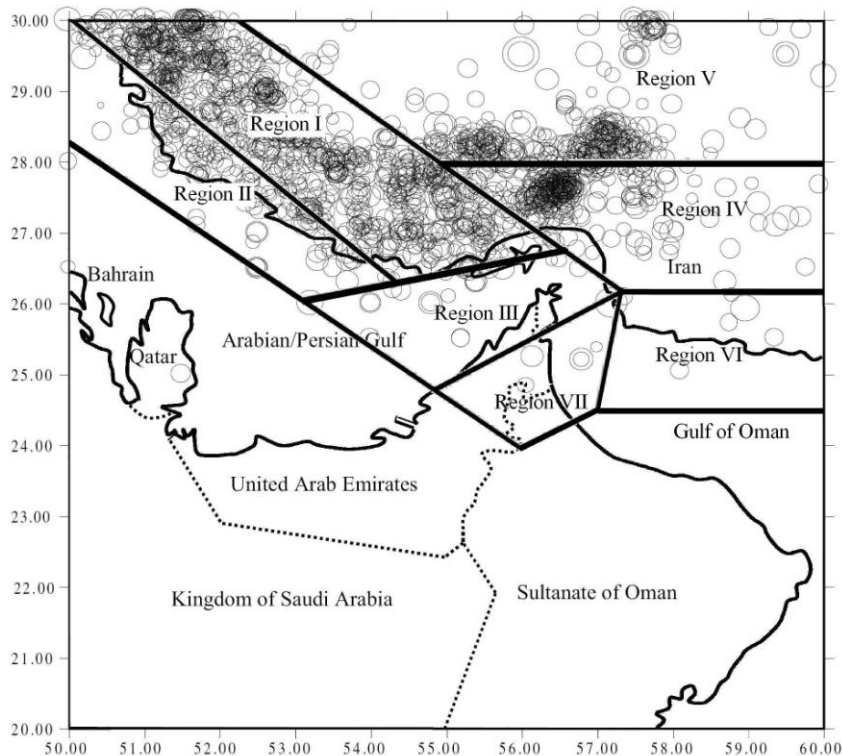 30.00
29.00
28.00
27.00
26.00
25.00
24.00
23.00
22.00
21.00
20.00
Region V
Region I
Region II
Region IV
Iran
Bahrain
Region III
Qatar
Arabian/Persian Gulf
Region VI
Region VII
Gulf of Oman
United Arab Emirates
Kingdom of Saudi Arabia
Sultanate of Oman
50.00 51.00 52.00 53.00 54.00 55.00 56.00 57.00 58.00 59.00 60.00